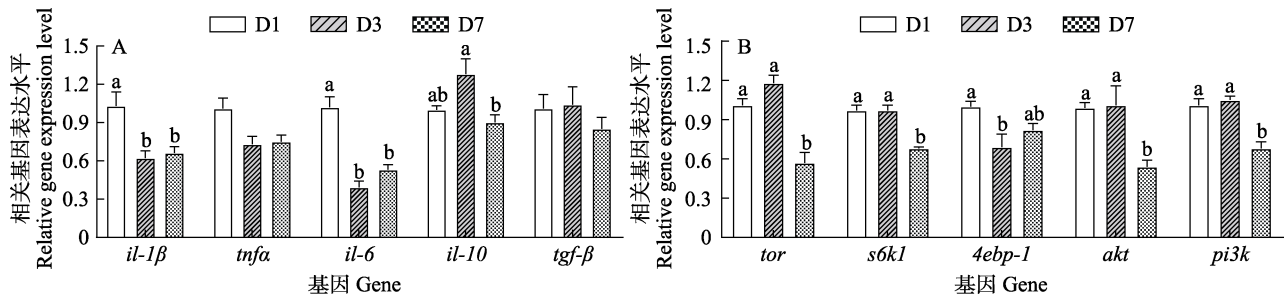 D1 D3 D7
A
相关基因表达水平
Relative gene expression level
1.5
1.2
0.9
0.6
0.3
0
a b b
a b b
ab a b
il-1β tnfα il-6 il-10 tgf-β
基因 Gene
D1 D3 D7
B
相关基因表达水平
Relative gene expression level
1.5
1.2
0.9
0.6
0.3
0
a a b
a a b
a b ab
a a b
a a b
tor s6k1 4ebp-1 akt pi3k
基因 Gene